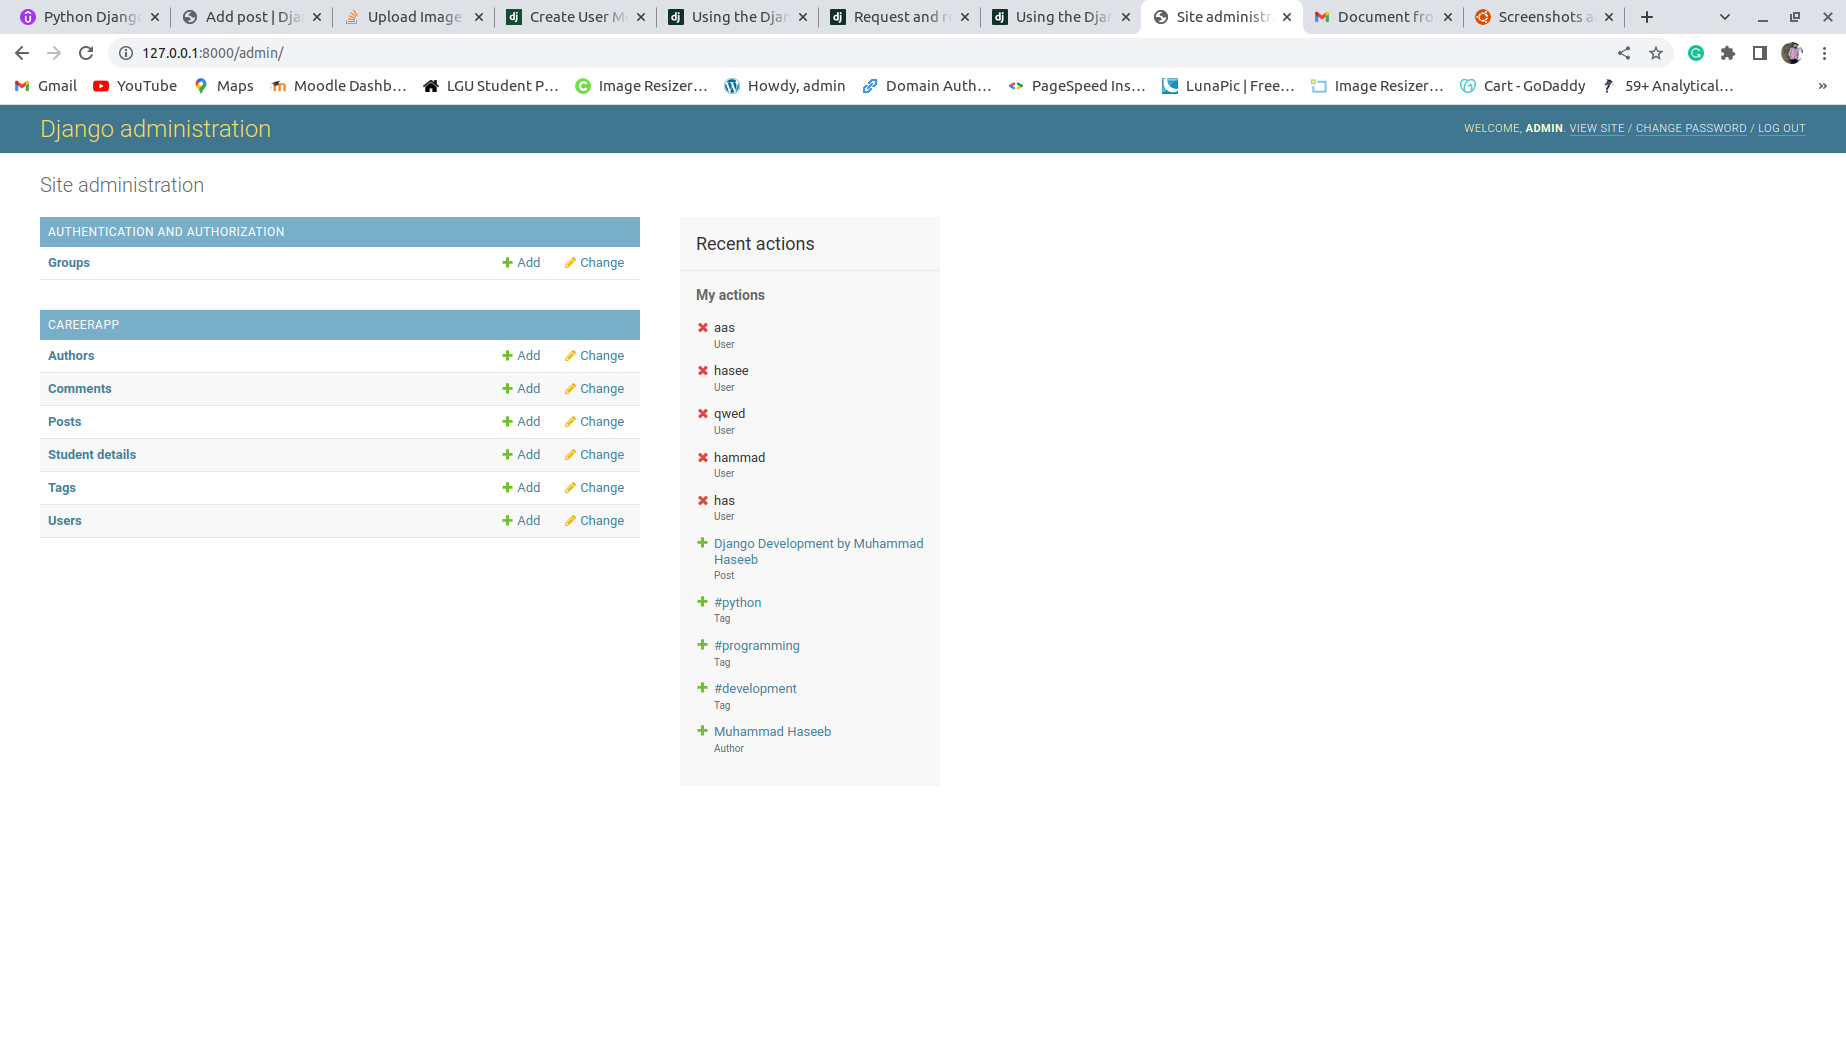 Python Djang
Add post | Dja
Upload Image
Create User M
Using the Djan
Request and r
Using the Djan
Site administr
Document fro
Screenshots a
127.0.0.1:8000/admin/
Gmail
YouTube
Maps
Moodle Dashb...
LGU Student P...
Image Resizer...
Howdy, admin
Domain Auth...
PageSpeed Ins...
LunaPic | Free...
Image Resizer...
Cart - GoDaddy
59+ Analytical...
»
Django administration
WELCOME, ADMIN. VIEW SITE / CHANGE PASSWORD / LOG OUT
Site administration
AUTHENTICATION AND AUTHORIZATION
Groups Add Change
CAREERAPP
Authors Add Change
Comments Add Change
Posts Add Change
Student details Add Change
Tags Add Change
Users Add Change
Recent actions
My actions
aas
User
hasee
User
qwed
User
hammad
User
has
User
Django Development by Muhammad
Haseeb
Post
#python
Tag
#programming
Tag
#development
Tag
Muhammad Haseeb
Author